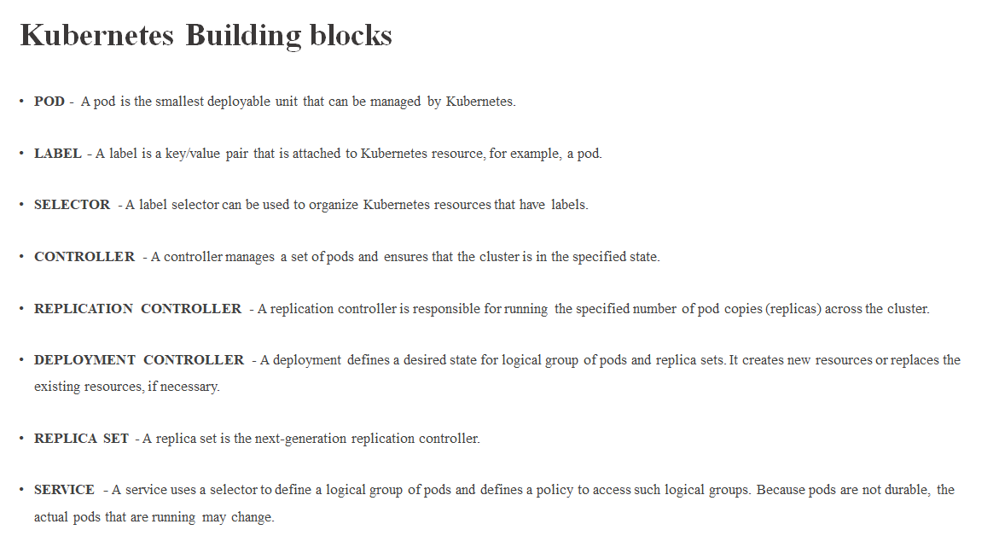 Kubernetes Building blocks
• POD - A pod is the smallest deployable unit that can be managed by Kubernetes.
• LABEL - A label is a key/value pair that is attached to Kubernetes resource, for example, a pod.
• SELECTOR - A label selector can be used to organize Kubernetes resources that have labels.
• CONTROLLER - A controller manages a set of pods and ensures that the cluster is in the specified state.
• REPLICATION CONTROLLER - A replication controller is responsible for running the specified number of pod copies (replicas) across the cluster.
• DEPLOYMENT CONTROLLER - A deployment defines a desired state for logical group of pods and replica sets. It creates new resources or replaces the
existing resources, if necessary.
• REPLICA SET - A replica set is the next-generation replication controller.
• SERVICE - A service uses a selector to define a logical group of pods and defines a policy to access such logical groups. Because pods are not durable, the
actual pods that are running may change.